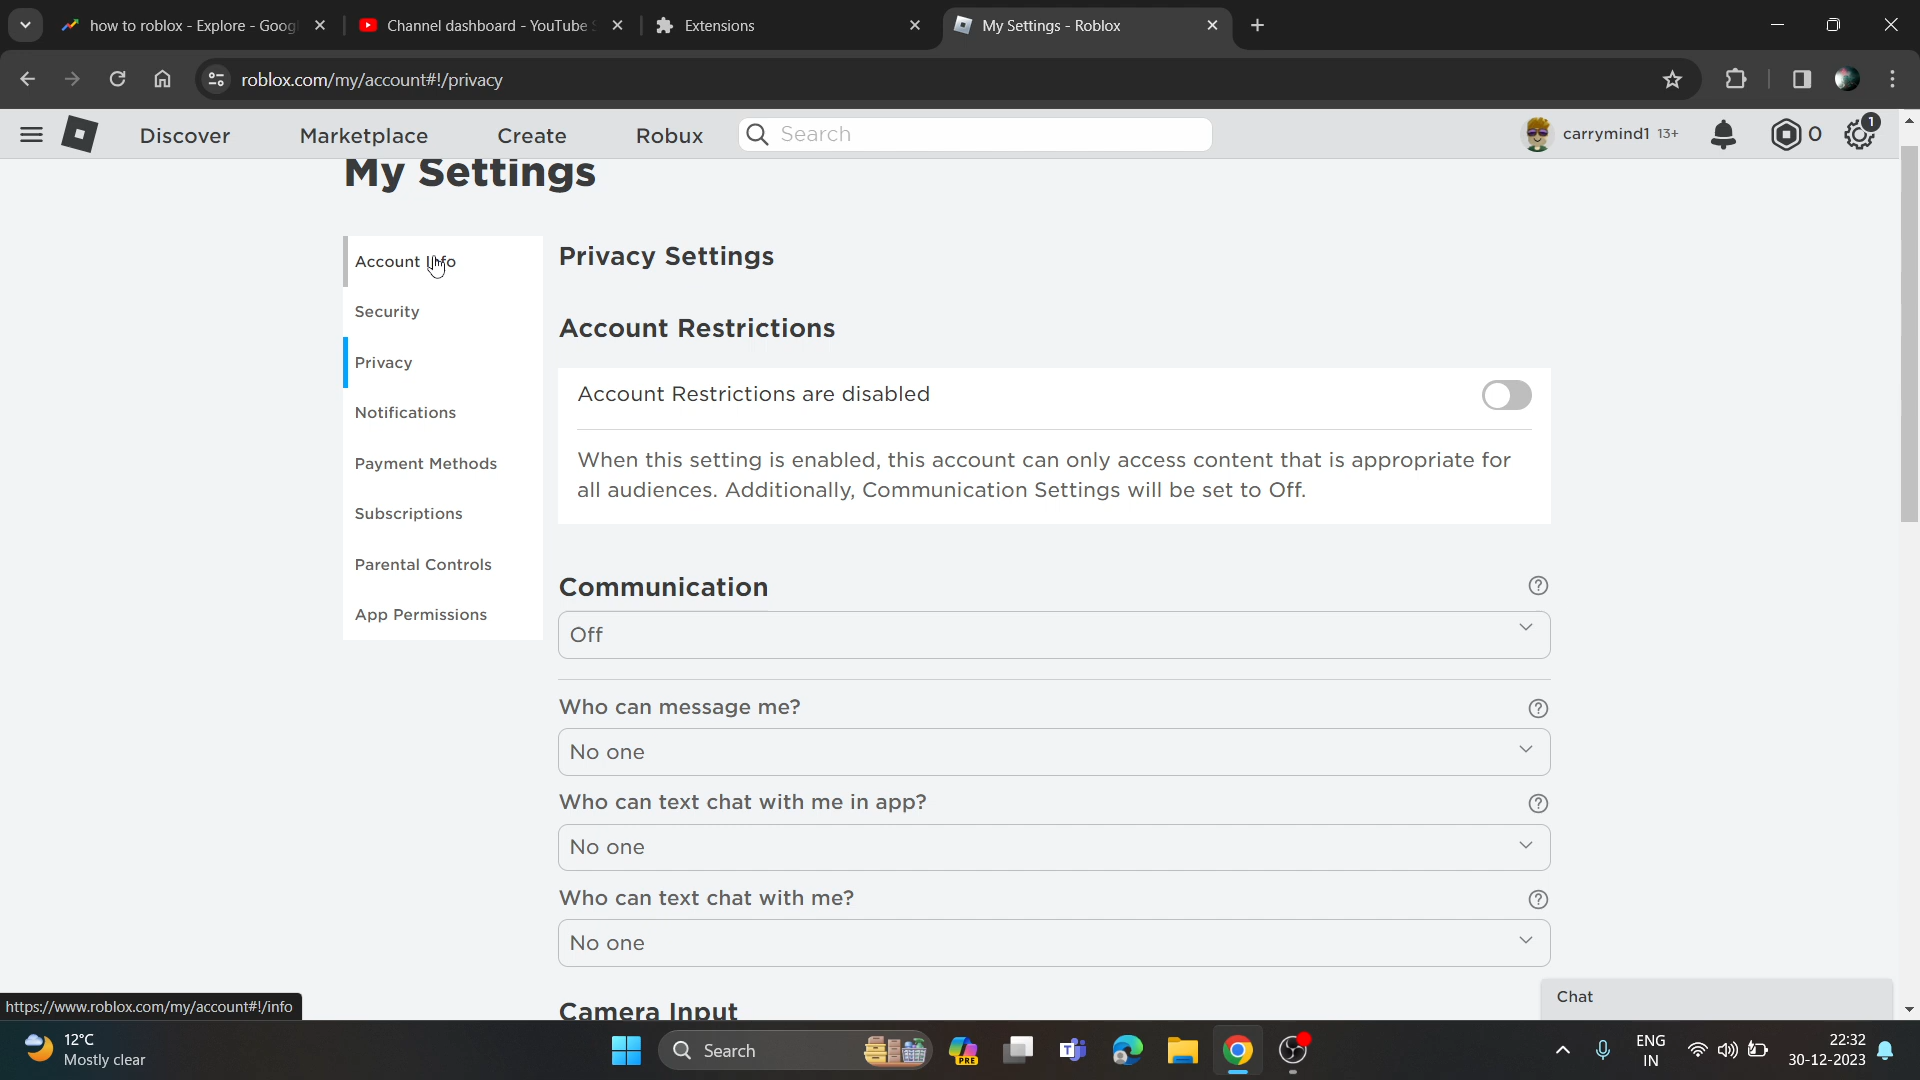 how to roblox - Explore - Goog
Channel dashboard - YouTube S
Extensions
My Settings - Roblox
roblox.com/my/account#!/privacy
Discover
Marketplace
Create
Robux
Search
carrymind1 13+
0
1
My Settings
Account Info
Security
Privacy
Notifications
Payment Methods
Subscriptions
Parental Controls
App Permissions
Privacy Settings
Account Restrictions
Account Restrictions are disabled
When this setting is enabled, this account can only access content that is appropriate for
all audiences. Additionally, Communication Settings will be set to Off.
Communication
Off
Who can message me?
No one
Who can text chat with me in app?
No one
Who can text chat with me?
No one
Camera Input
Chat
https://www.roblox.com/my/account#!/info
12°C
Mostly clear
Search
PRE
ENG
IN
22:32
30-12-2023